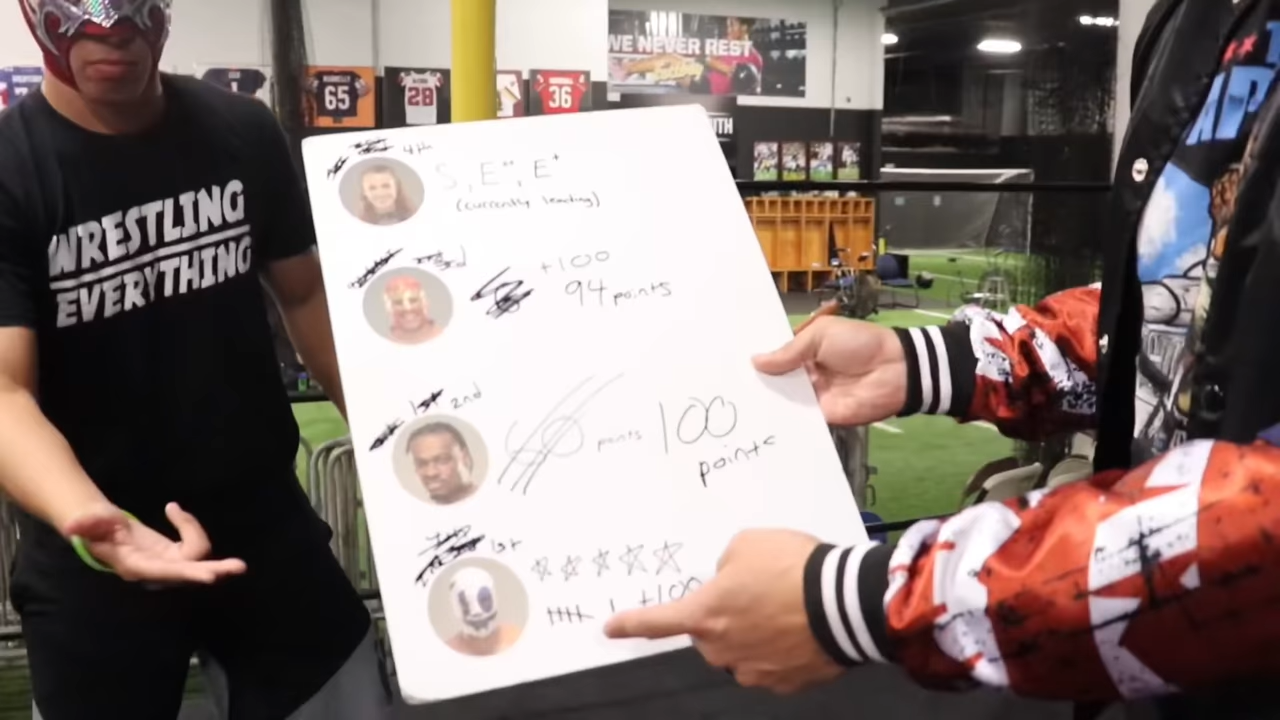 WE NEVER REST
65
28
36
WRESTLING
EVERYTHING
4th
S, E**, E+
(currently leading)
3rd
+100
94 points
1st 2nd
points
100
points
1st
+100